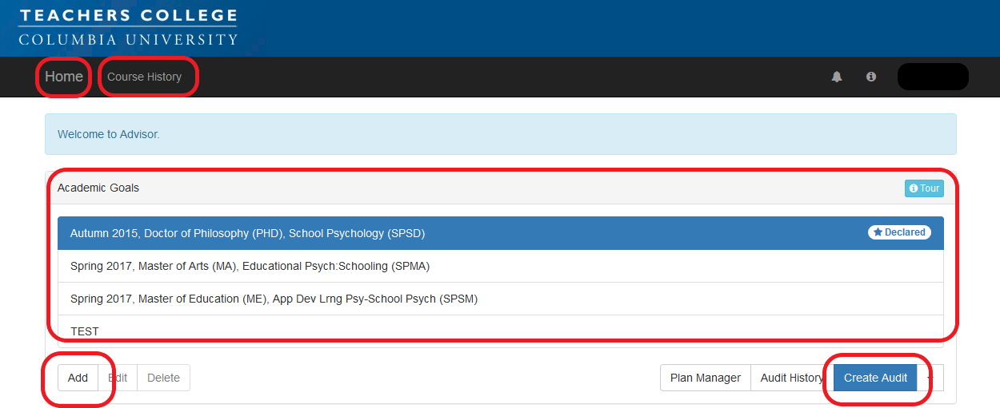 TEACHERS COLLEGE
COLUMBIA UNIVERSITY
Home Course History
Welcome to Advisor.
Academic Goals Tour
Autumn 2015, Doctor of Philosophy (PHD), School Psychology (SPSD) Declared
Spring 2017, Master of Arts (MA), Educational Psych:Schooling (SPMA)
Spring 2017, Master of Education (ME), App Dev Lrng Psy-School Psych (SPSM)
TEST
Add Edit Delete Plan Manager Audit History Create Audit